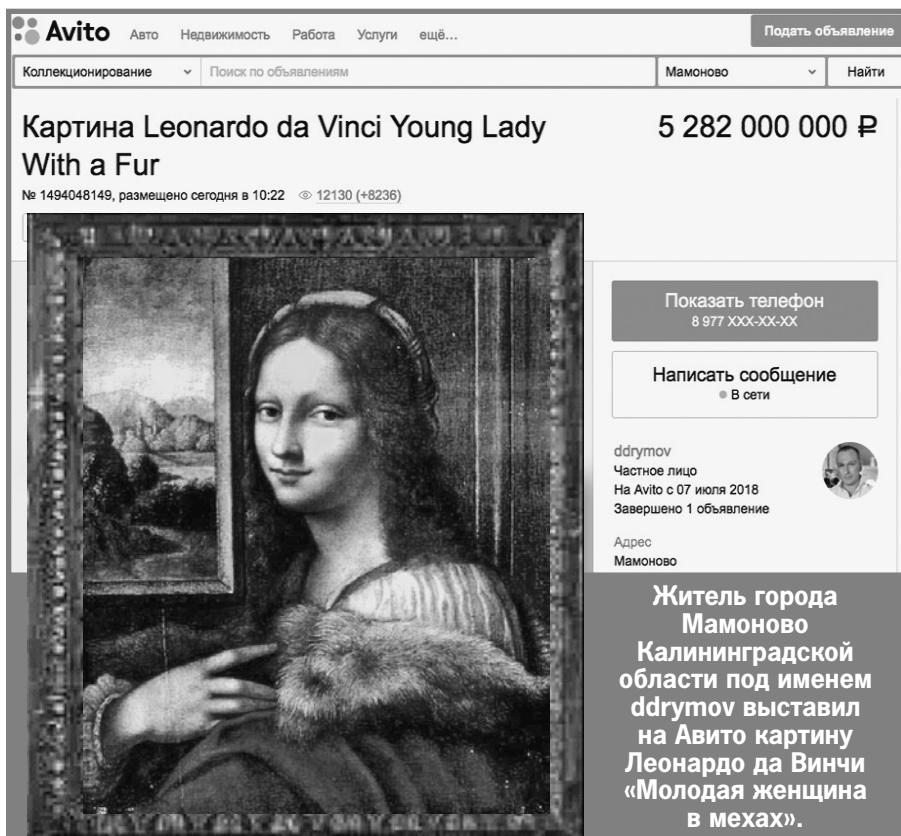 Avito Авто Недвижимость Работа Услуги ещё... Подать объявление
Коллекционирование Поиск по объявлениям Мамоново Найти
Картина Leonardo da Vinci Young Lady
With a Fur
5 282 000 000 ₽
№ 1494048149, размещено сегодня в 10:22 12130 (+8236)
Показать телефон
8 977 XXX-XX-XX
Написать сообщение
В сети
ddrymov
Частное лицо
На Avito с 07 июля 2018
Завершено 1 объявление
Адрес
Мамоново
Житель города
Мамоново
Калининградской
области под именем
ddrymov выставил
на Авито картину
Леонардо да Винчи
«Молодая женщина
в мехах».